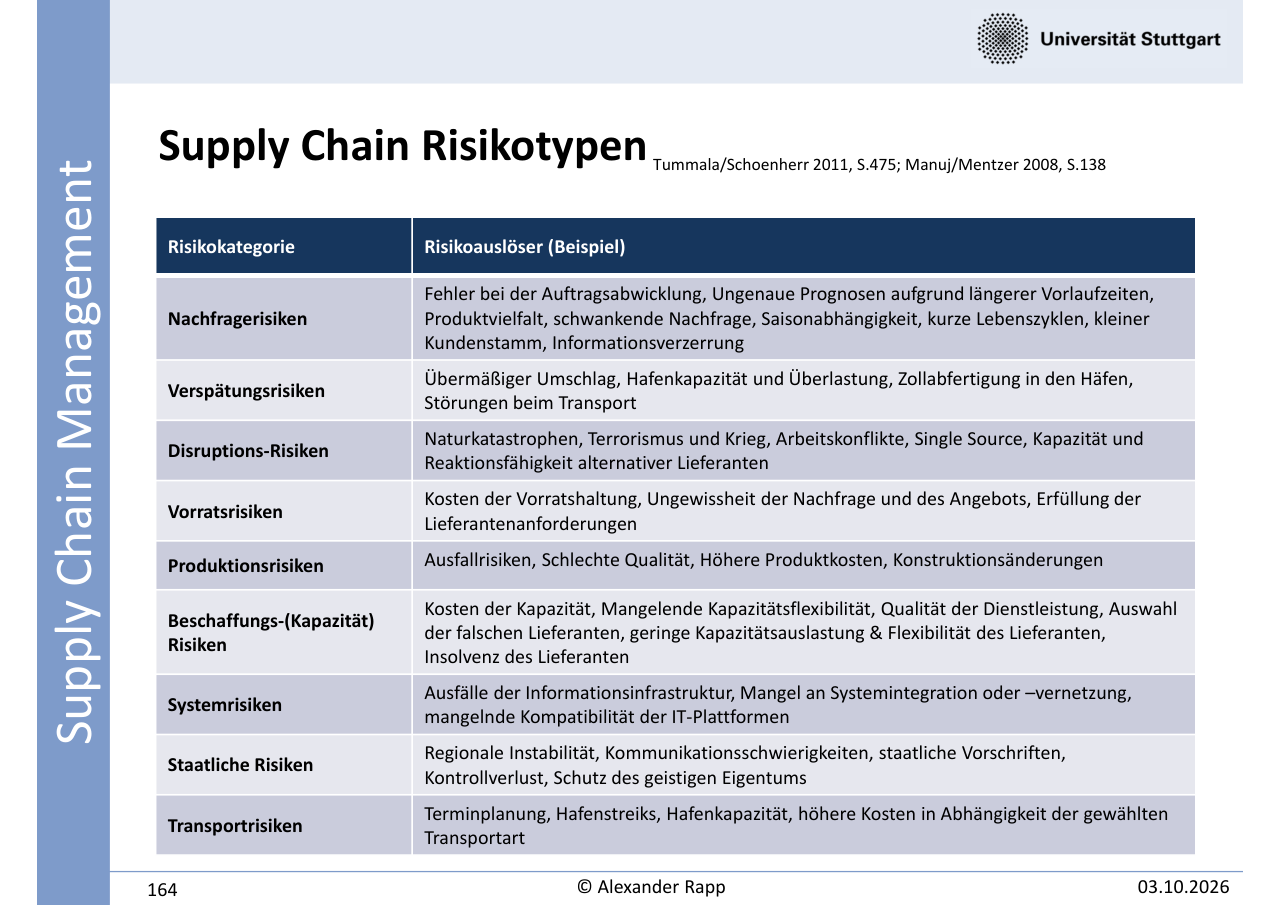 Universität Stuttgart
Supply Chain Management
Supply Chain Risikotypen Tummala/Schoenherr 2011, S.475; Manuj/Mentzer 2008, S.138
Risikokategorie
Risikoauslöser (Beispiel)
Nachfragerisiken
Fehler bei der Auftragsabwicklung, Ungenaue Prognosen aufgrund längerer Vorlaufzeiten,
Produktvielfalt, schwankende Nachfrage, Saisonabhängigkeit, kurze Lebenszyklen, kleiner
Kundenstamm, Informationsverzerrung
Verspätungsrisiken
Übermäßiger Umschlag, Hafenkapazität und Überlastung, Zollabfertigung in den Häfen,
Störungen beim Transport
Disruptions-Risiken
Naturkatastrophen, Terrorismus und Krieg, Arbeitskonflikte, Single Source, Kapazität und
Reaktionsfähigkeit alternativer Lieferanten
Vorratsrisiken
Kosten der Vorratshaltung, Ungewissheit der Nachfrage und des Angebots, Erfüllung der
Lieferantenanforderungen
Produktionsrisiken
Ausfallrisiken, Schlechte Qualität, Höhere Produktkosten, Konstruktionsänderungen
Beschaffungs-(Kapazität)
Risiken
Kosten der Kapazität, Mangelende Kapazitätsflexibilität, Qualität der Dienstleistung, Auswahl
der falschen Lieferanten, geringe Kapazitätsauslastung & Flexibilität des Lieferanten,
Insolvenz des Lieferanten
Systemrisiken
Ausfälle der Informationsinfrastruktur, Mangel an Systemintegration oder –vernetzung,
mangelnde Kompatibilität der IT-Plattformen
Staatliche Risiken
Regionale Instabilität, Kommunikationsschwierigkeiten, staatliche Vorschriften,
Kontrollverlust, Schutz des geistigen Eigentums
Transportrisiken
Terminplanung, Hafenstreiks, Hafenkapazität, höhere Kosten in Abhängigkeit der gewählten
Transportart
164
© Alexander Rapp
03.10.2026